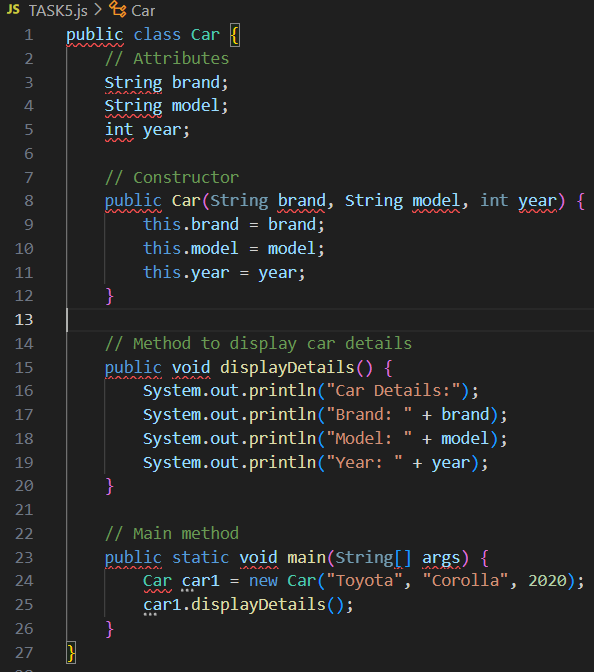 JS TASK5.js > Car
1 public class Car {
2     // Attributes
3     String brand;
4     String model;
5     int year;
6
7     // Constructor
8     public Car(String brand, String model, int year) {
9         this.brand = brand;
10         this.model = model;
11         this.year = year;
12     }
13
14     // Method to display car details
15     public void displayDetails() {
16         System.out.println("Car Details:");
17         System.out.println("Brand: " + brand);
18         System.out.println("Model: " + model);
19         System.out.println("Year: " + year);
20     }
21
22     // Main method
23     public static void main(String[] args) {
24         Car car1 = new Car("Toyota", "Corolla", 2020);
25         car1.displayDetails();
26     }
27 }